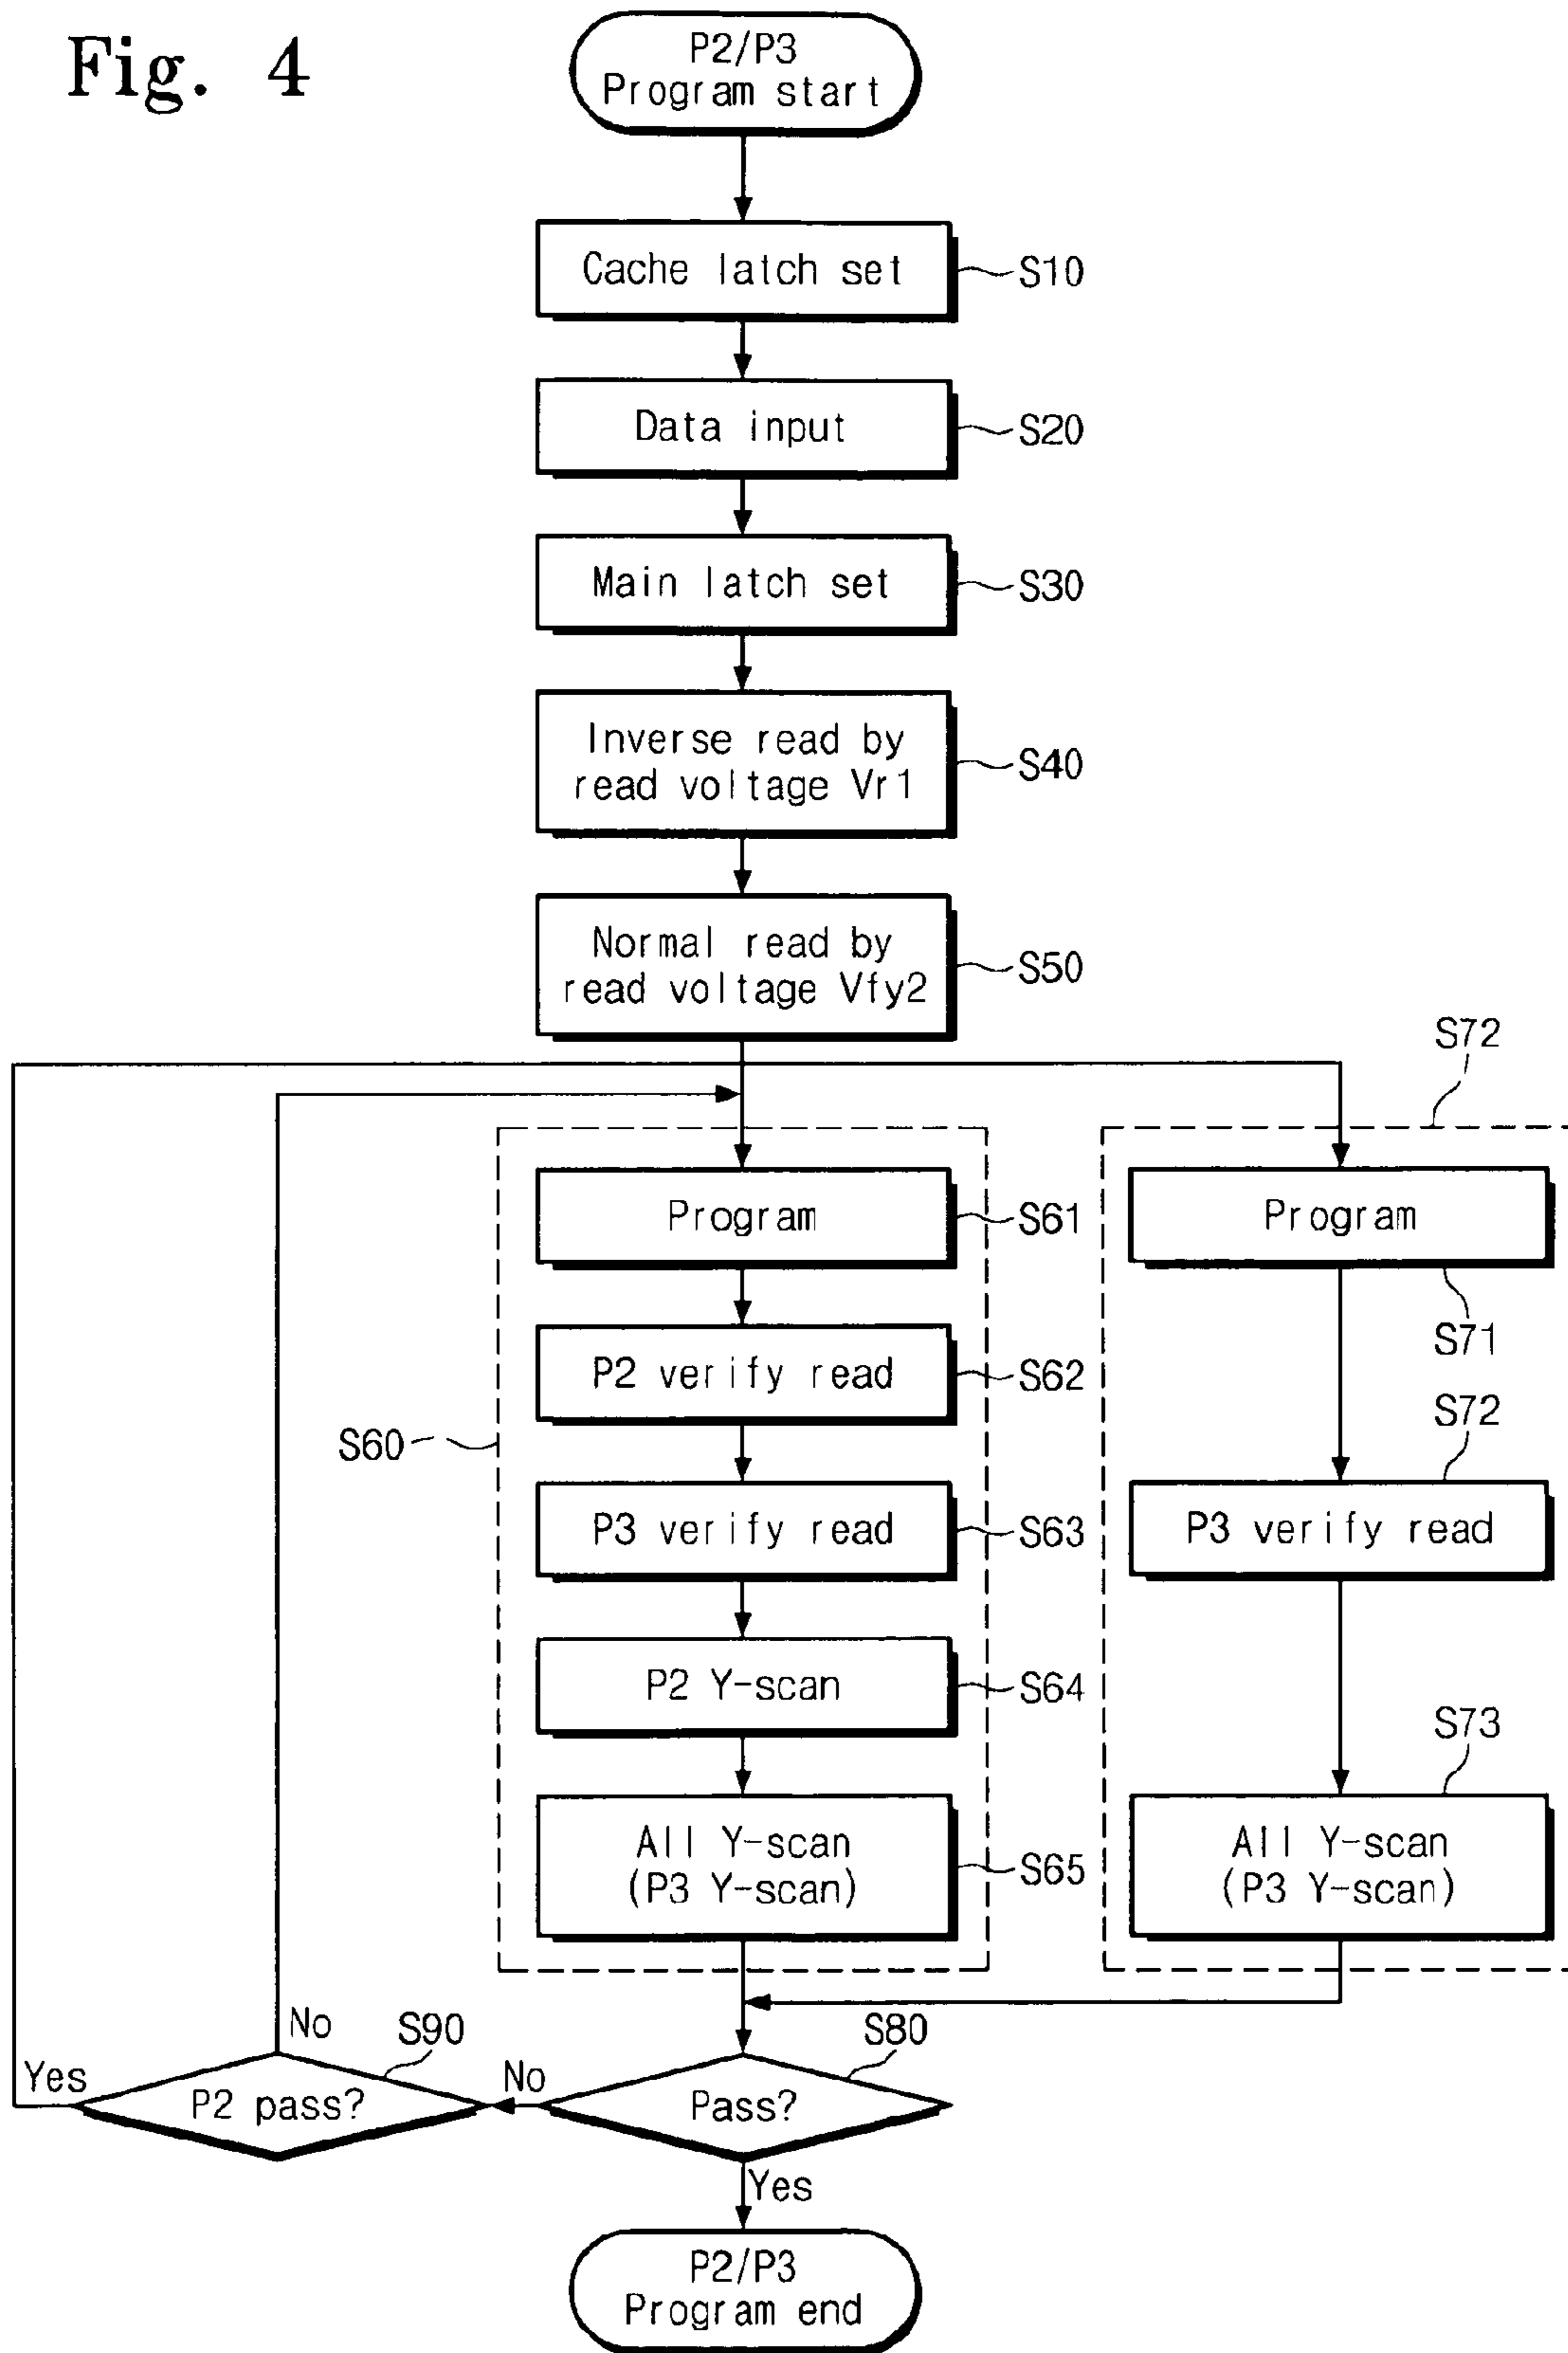 Fig. 4
P2/P3
Program start
Cache latch set
S10
Data input
S20
Main latch set
S30
Inverse read by
read voltage Vr1
S40
Normal read by
read voltage Vfy2
S50
S72
Program
S61
Program
S71
P2 verify read
S62
S60
S72
P3 verify read
S63
P3 verify read
P2 Y-scan
S64
S73
All Y-scan
(P3 Y-scan)
S65
All Y-scan
(P3 Y-scan)
No
S90
S80
Yes
P2 pass?
No
Pass?
Yes
P2/P3
Program end